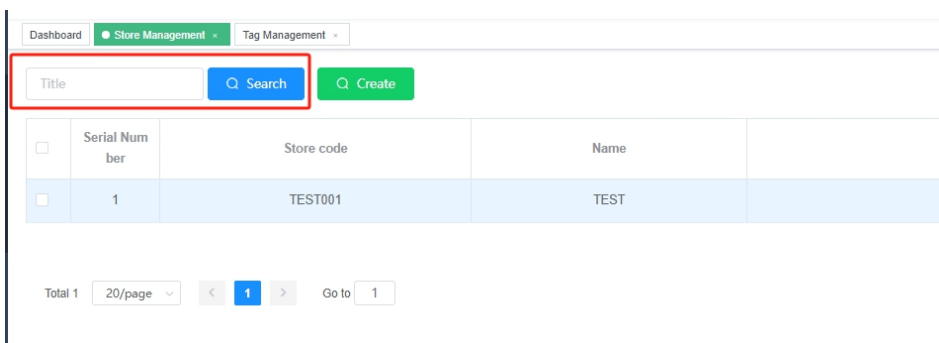 Dashboard Store Management × Tag Management ×
Title Search Create
Serial Num
ber Store code Name
1 TEST001 TEST
Total 1 20/page < 1 > Go to 1